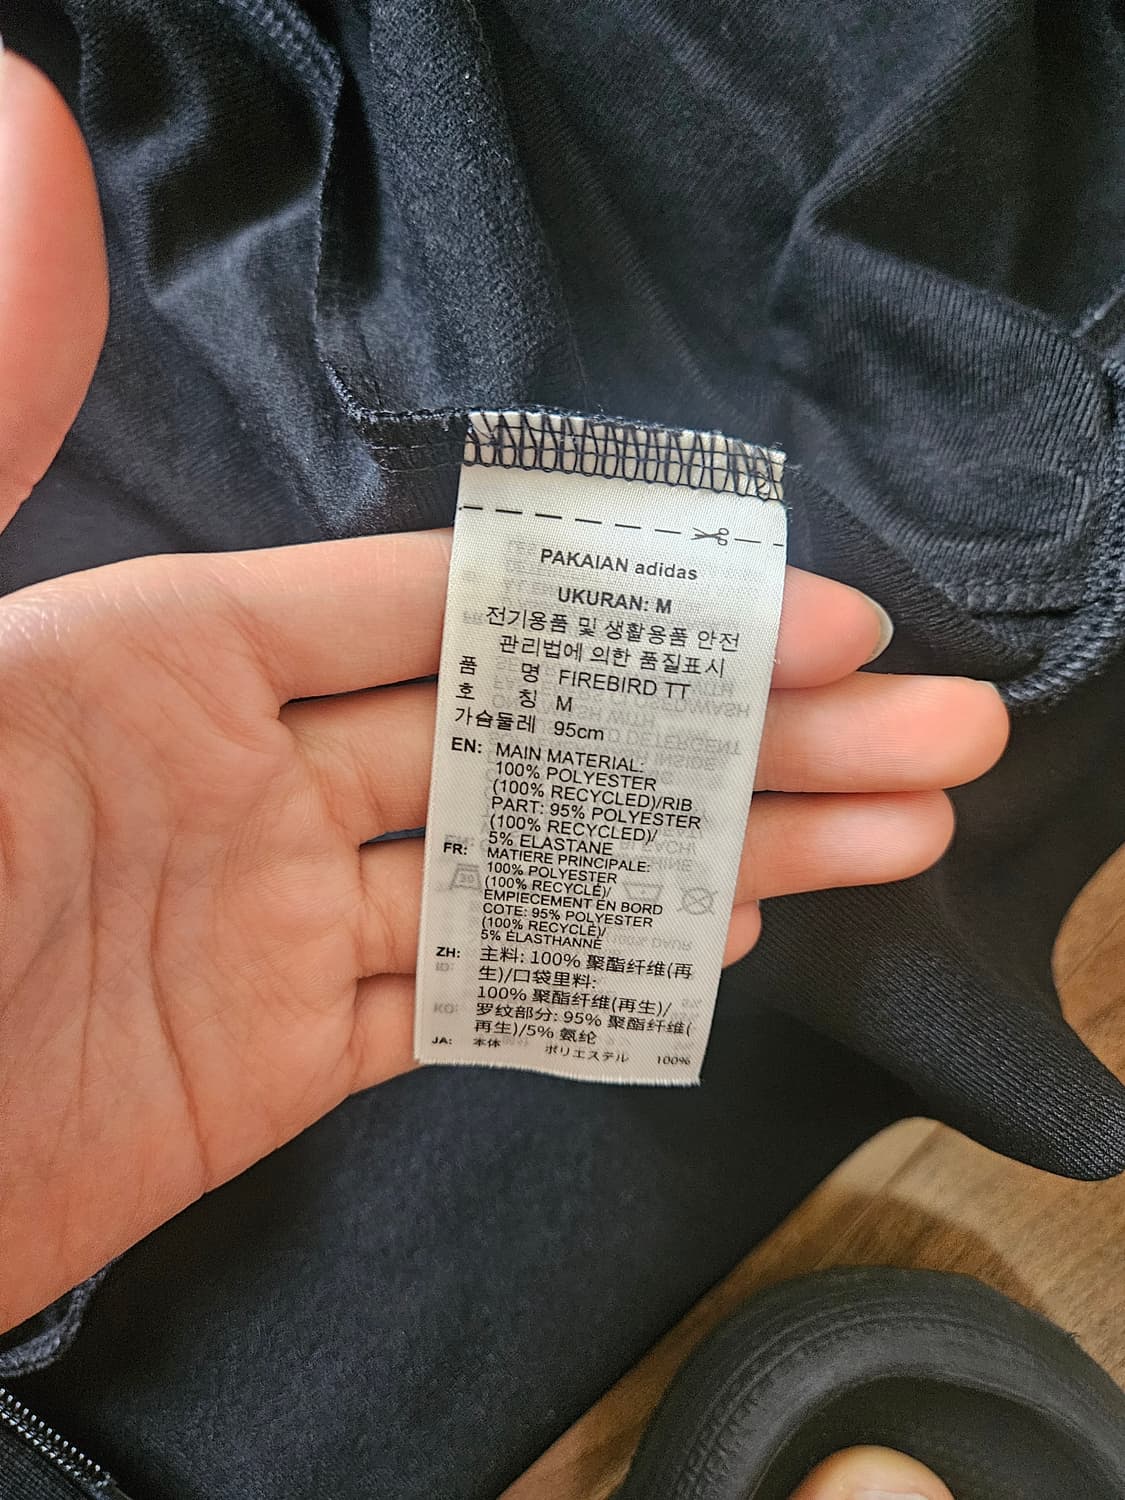 PAKAIAN adidas
UKURAN: M
전기용품 및 생활용품 안전
관리법에 의한 품질표시
품 명 FIREBIRD TT
호 칭 M
가슴둘레 95cm
EN: MAIN MATERIAL:
100% POLYESTER
(100% RECYCLED)/RIB
PART: 95% POLYESTER
(100% RECYCLED)/
5% ELASTANE
FR: MATIERE PRINCIPALE:
100% POLYESTER
(100% RECYCLÉ)/
EMPIECEMENT EN BORD
COTE: 95% POLYESTER
(100% RECYCLÉ)/
5% ÉLASTHANNE
ZH: 主料: 100% 聚酯纤维(再
生)/口袋里料:
100% 聚酯纤维(再生)/
罗纹部分: 95% 聚酯纤维(
再生)/5% 氨纶
JA: 本体 ポリエステル 100%